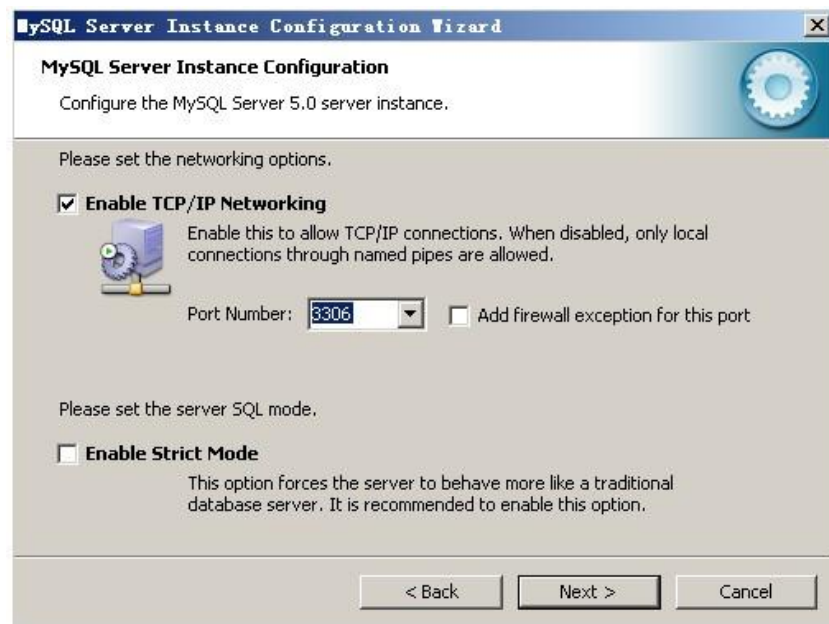 MySQL Server Instance Configuration Wizard
MySQL Server Instance Configuration
Configure the MySQL Server 5.0 server instance.
Please set the networking options.
Enable TCP/IP Networking
Enable this to allow TCP/IP connections. When disabled, only local
connections through named pipes are allowed.
Port Number: 3306 Add firewall exception for this port
Please set the server SQL mode.
Enable Strict Mode
This option forces the server to behave more like a traditional
database server. It is recommended to enable this option.
< Back Next > Cancel